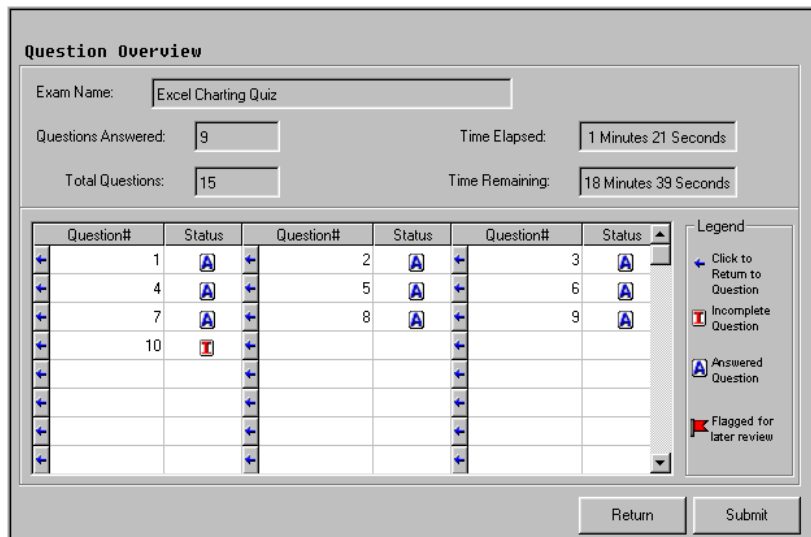 Question Overview
Exam Name: Excel Charting Quiz
Questions Answered: 9 Time Elapsed: 1 Minutes 21 Seconds
Total Questions: 15 Time Remaining: 18 Minutes 39 Seconds
Question# Status Question# Status Question# Status
1 A 2 A 3 A
4 A 5 A 6 A
7 A 8 A 9 A
10 I
Legend
Click to
Return to
Question
I Incomplete
Question
A Answered
Question
Flagged for
later review
Return Submit